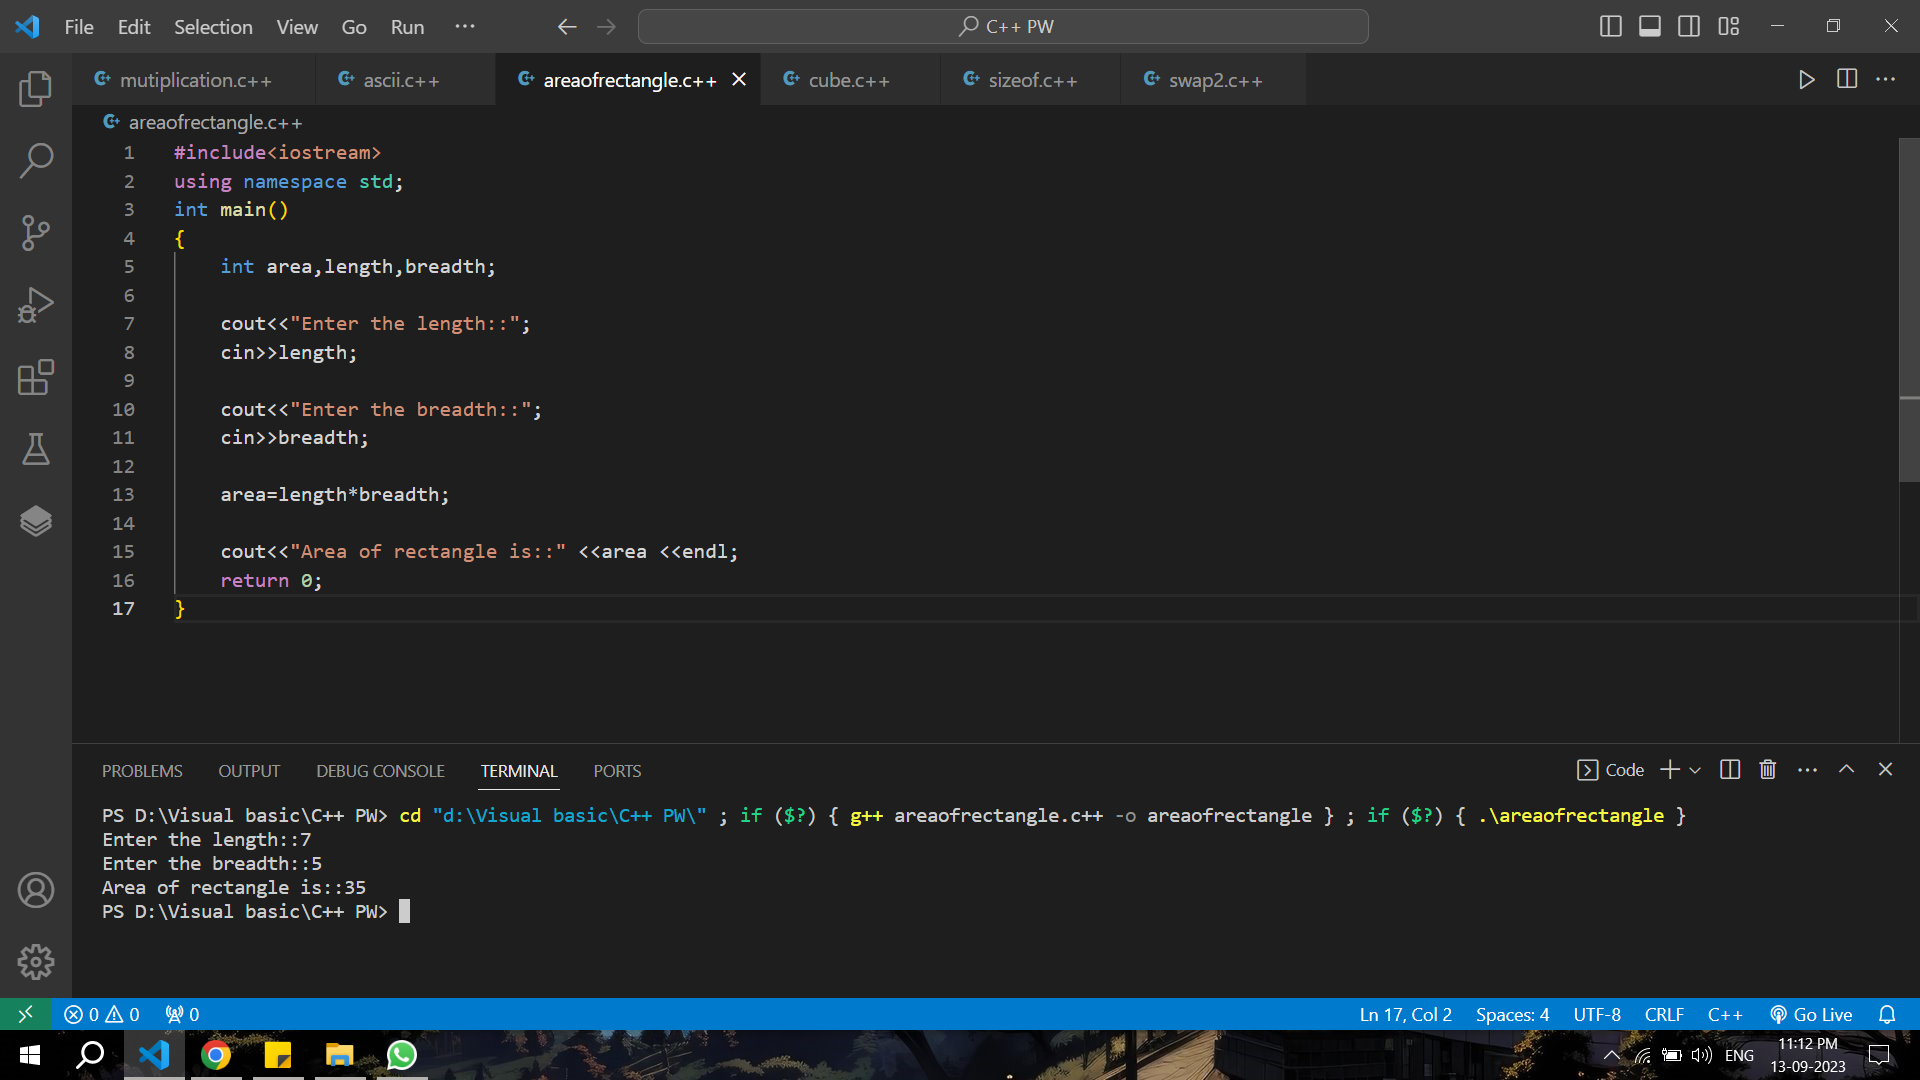 File Edit Selection View Go Run ···
C++ PW
mutiplication.c++ ascii.c++ areaofrectangle.c++ cube.c++ sizeof.c++ swap2.c++
areaofrectangle.c++
1 #include<iostream>
2 using namespace std;
3 int main()
4 {
5 int area,length,breadth;
6
7 cout<<"Enter the length::";
8 cin>>length;
9
10 cout<<"Enter the breadth::";
11 cin>>breadth;
12
13 area=length*breadth;
14
15 cout<<"Area of rectangle is::" <<area <<endl;
16 return 0;
17 }
PROBLEMS OUTPUT DEBUG CONSOLE TERMINAL PORTS Code
PS D:\Visual basic\C++ PW> cd "d:\Visual basic\C++ PW\" ; if ($?) { g++ areaofrectangle.c++ -o areaofrectangle } ; if ($?) { .\areaofrectangle }
Enter the length::7
Enter the breadth::5
Area of rectangle is::35
PS D:\Visual basic\C++ PW>
0 0 0 Ln 17, Col 2 Spaces: 4 UTF-8 CRLF C++ Go Live
ENG 11:12 PM
13-09-2023